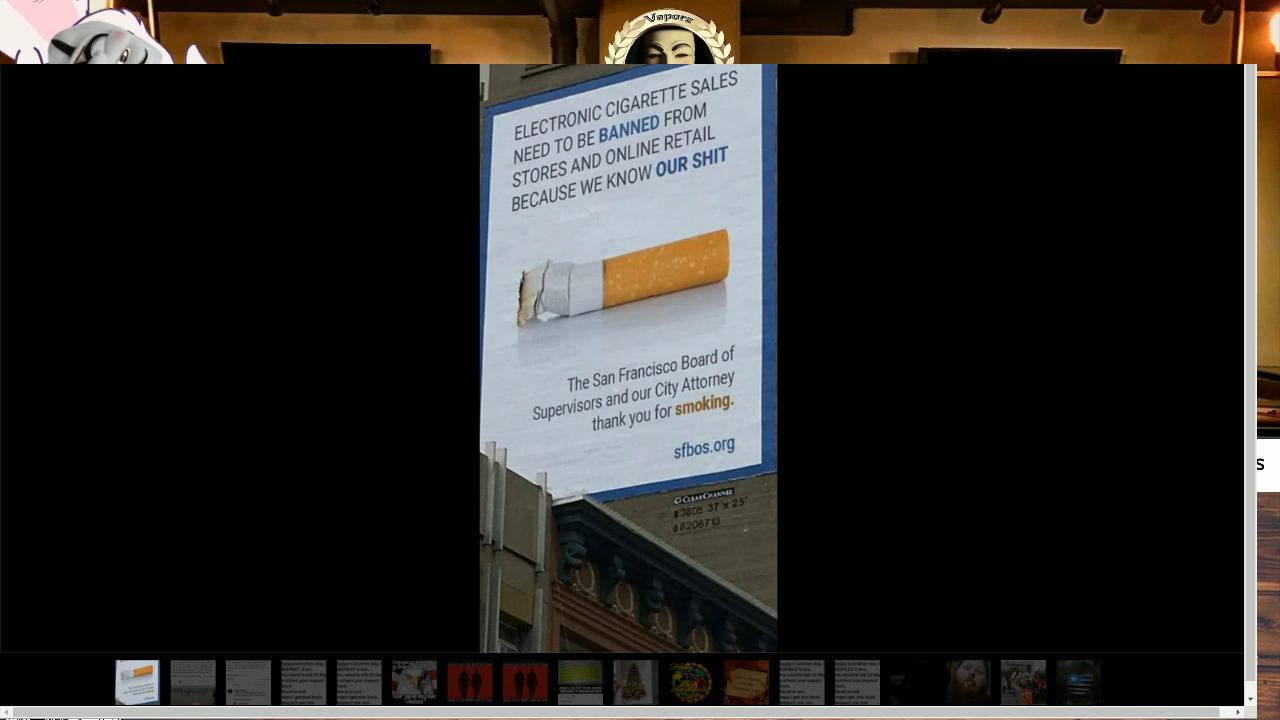 Vaporz
ELECTRONIC CIGARETTE SALES
NEED TO BE BANNED FROM
STORES AND ONLINE RETAIL
BECAUSE WE KNOW OUR SHIT
The San Francisco Board of
Supervisors and our City Attorney
thank you for smoking.
sfbos.org
CLEAR CHANNEL
#3805 37'x 25'
#8206713
S